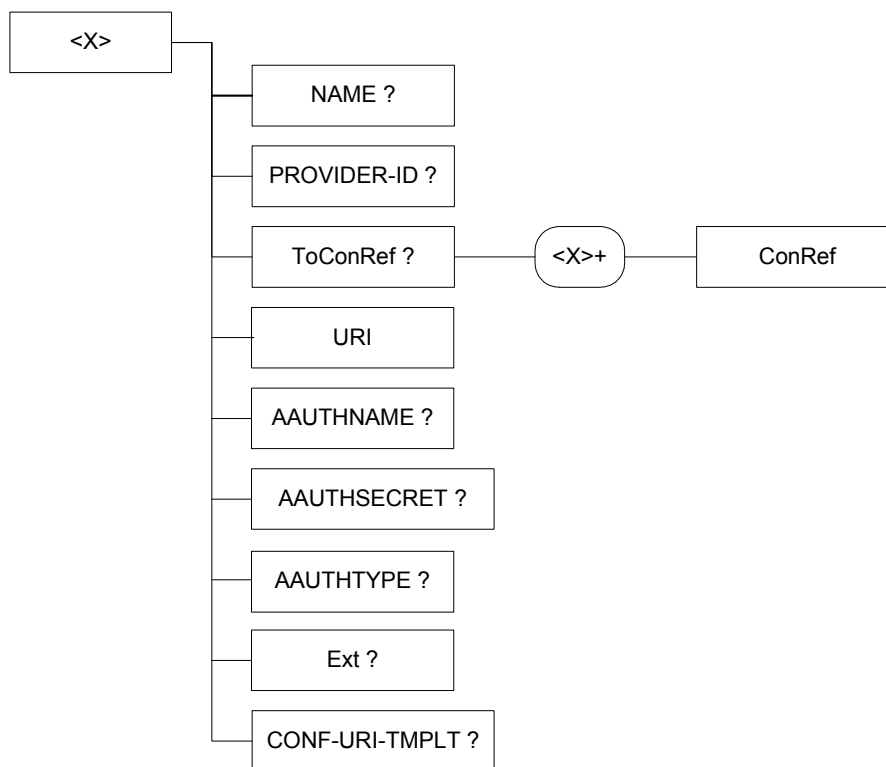 <X>
NAME ?
PROVIDER-ID ?
ToConRef ?
<X>+
ConRef
URI
AAUTHNAME ?
AAUTHSECRET ?
AAUTHTYPE ?
Ext ?
CONF-URI-TMPLT ?